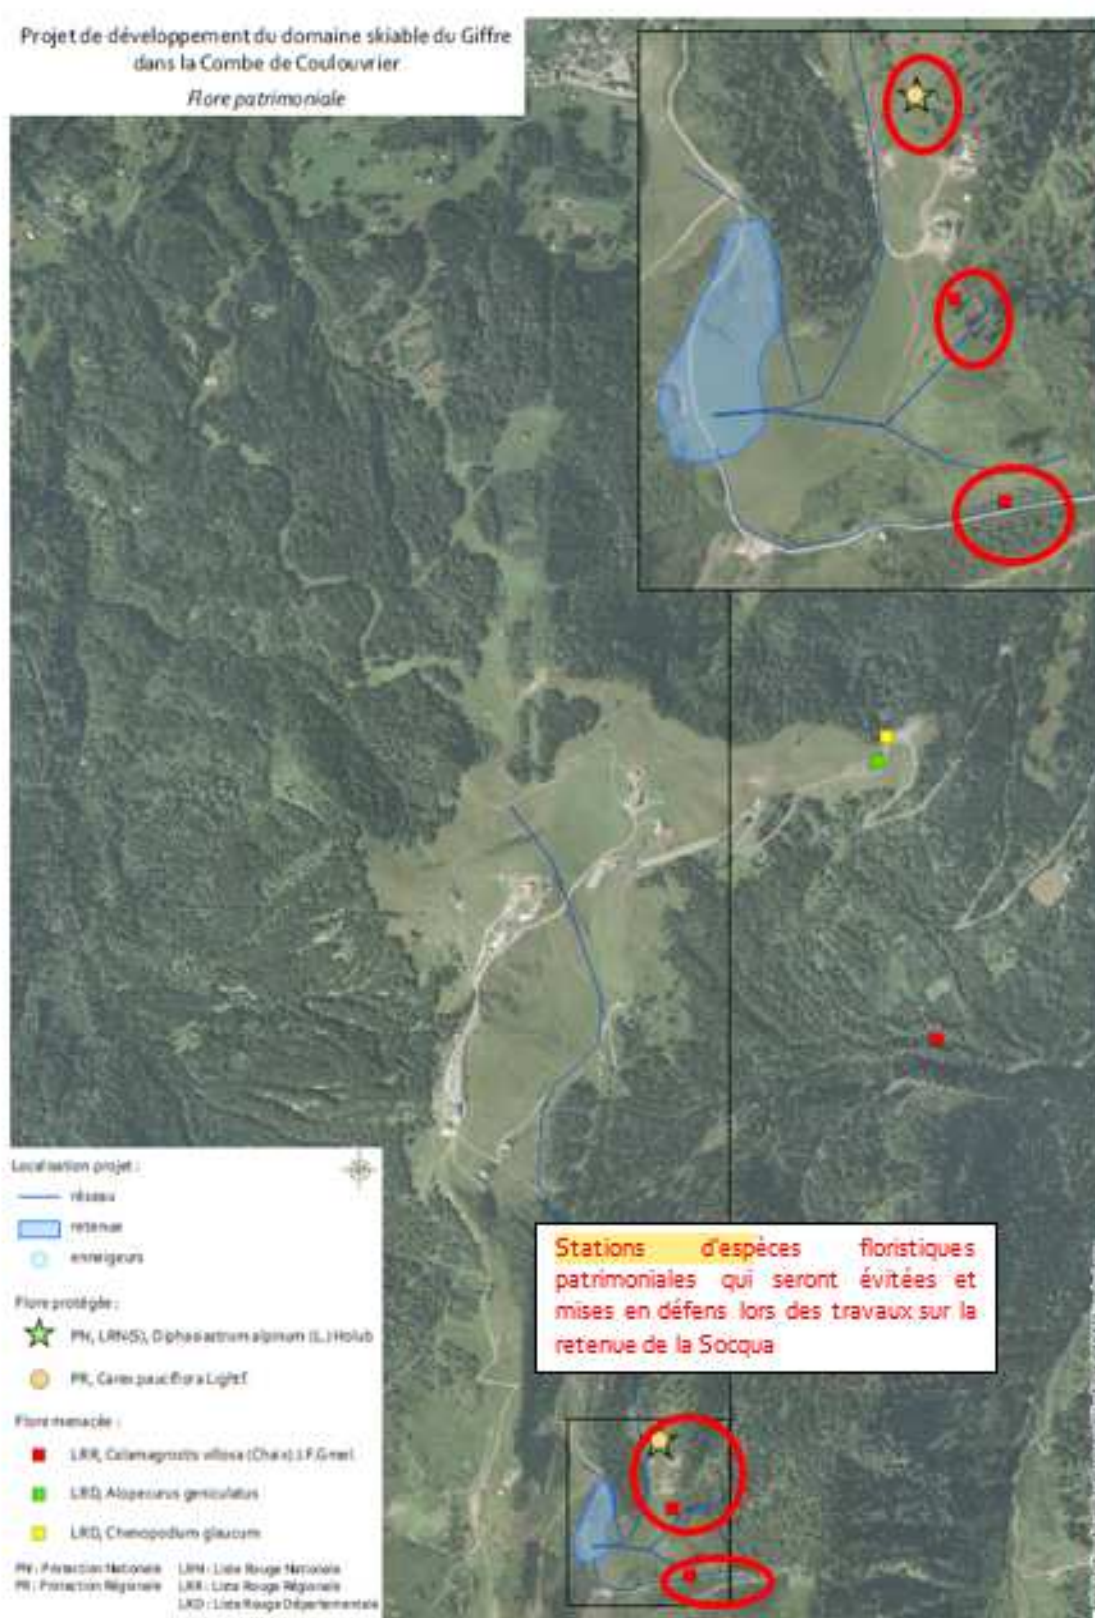 Projet de développement du domaine skiable du Giffre
dans la Combe de Coulouvrier
Flore patrimoniale
Stations d'espèces floristiques
patrimoniales qui seront évitées et
mises en défens lors des travaux sur la
retenue de la Socqua
Localisation projet :
réseau
retenue
enneigeurs
Flore protégée :
PN, LRN(S), Diphasiastrum alpinum (L.) Holub
PR, Carex pauciflora Lightf.
Flore menacée :
LRR, Calamagrostis villosa (Chaix) J.F.Gmel.
LRD, Alopecurus geniculatus
LRD, Chenopodium glaucum
PN : Protection Nationale LRN : Liste Rouge Nationale
PR : Protection Régionale LRR : Liste Rouge Régionale
LRD : Liste Rouge Départementale